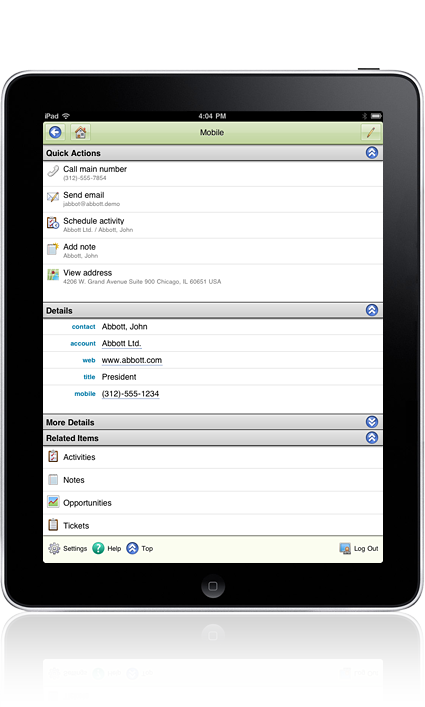 iPad 4:04 PM
Mobile
Quick Actions
Call main number
(312)-555-7854
Send email
jabbot@abbott.demo
Schedule activity
Abbott Ltd. / Abbott, John
Add note
Abbott, John
View address
4206 W. Grand Avenue Suite 900 Chicago, IL 60651 USA
Details
contact Abbott, John
account Abbott Ltd.
web www.abbott.com
title President
mobile (312)-555-1234
More Details
Related Items
Activities
Notes
Opportunities
Tickets
Settings Help Top Log Out